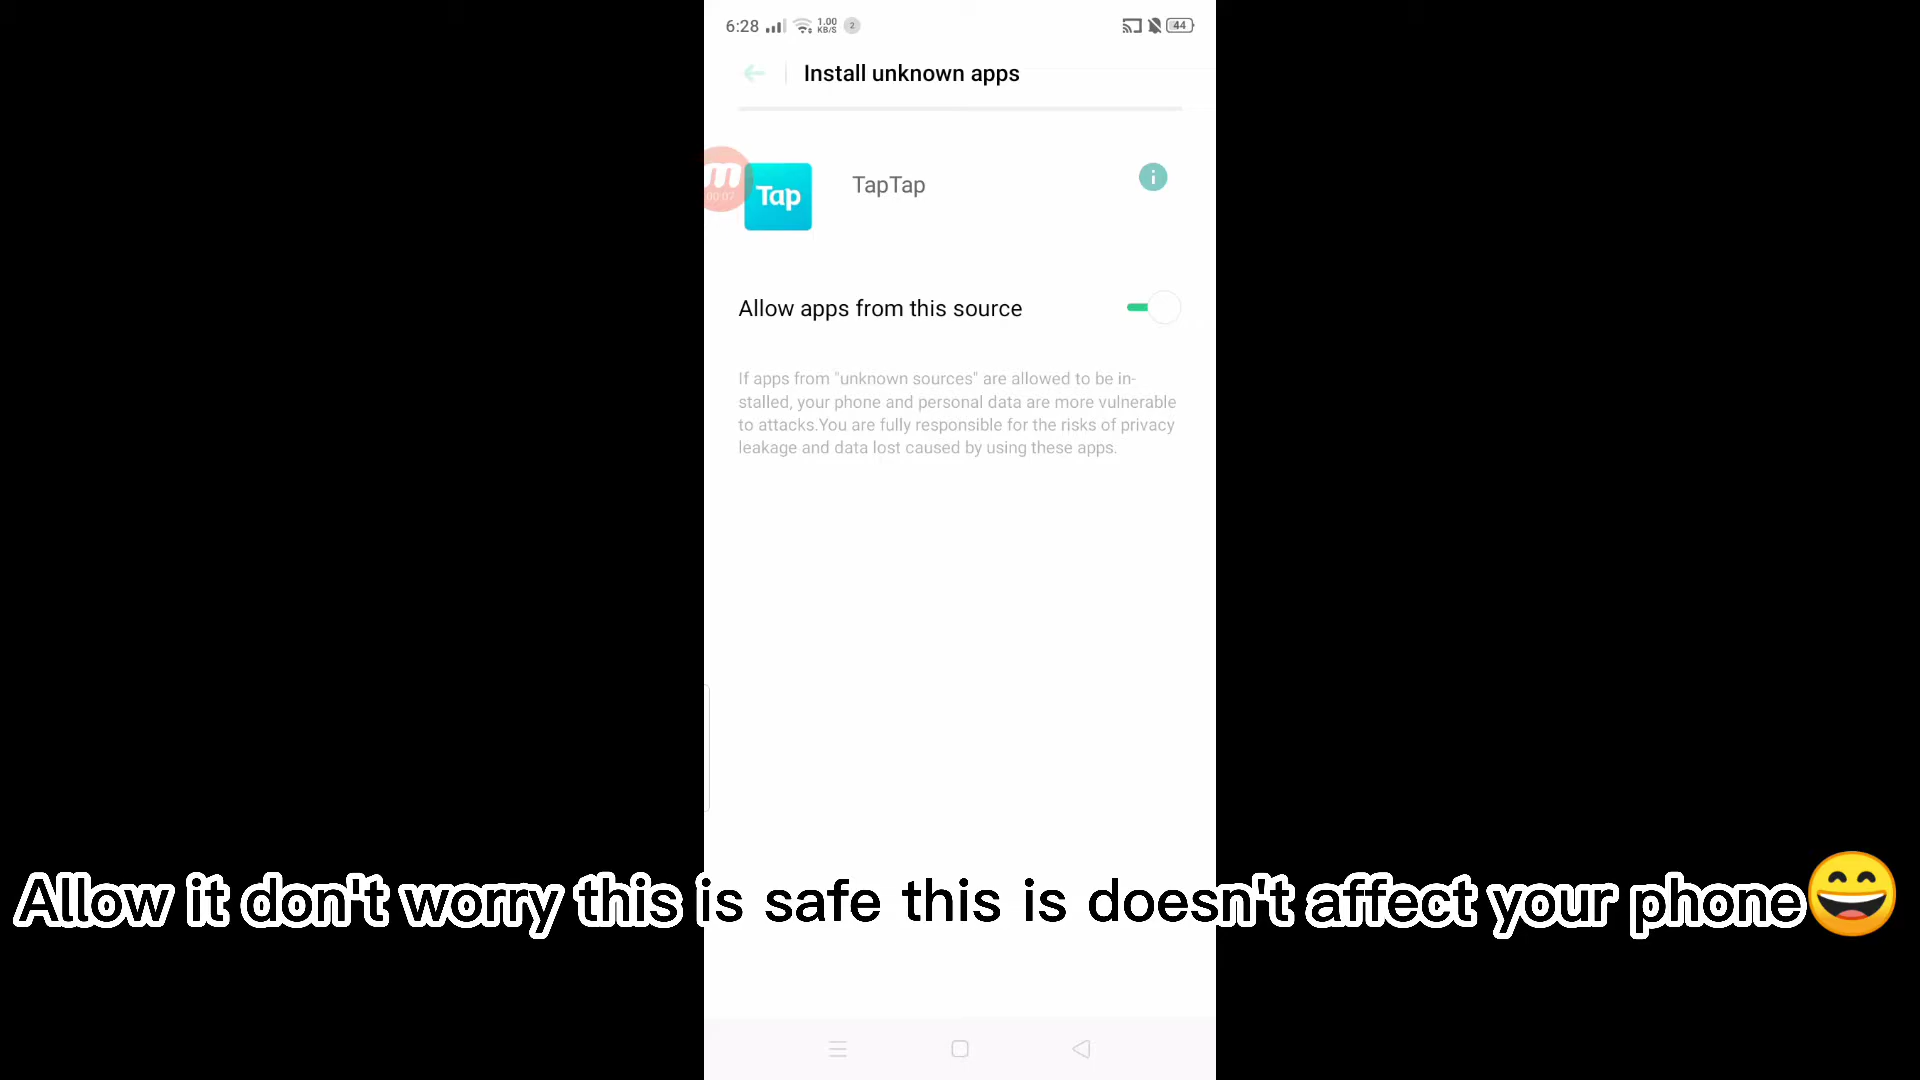 6:28 1.00 KB/S 2 44
Install unknown apps
m
00:07
Tap
TapTap
i
Allow apps from this source
If apps from "unknown sources" are allowed to be in-
stalled, your phone and personal data are more vulnerable
to attacks.You are fully responsible for the risks of privacy
leakage and data lost caused by using these apps.
Allow it don't worry this is safe this is doesn't affect your phone😄